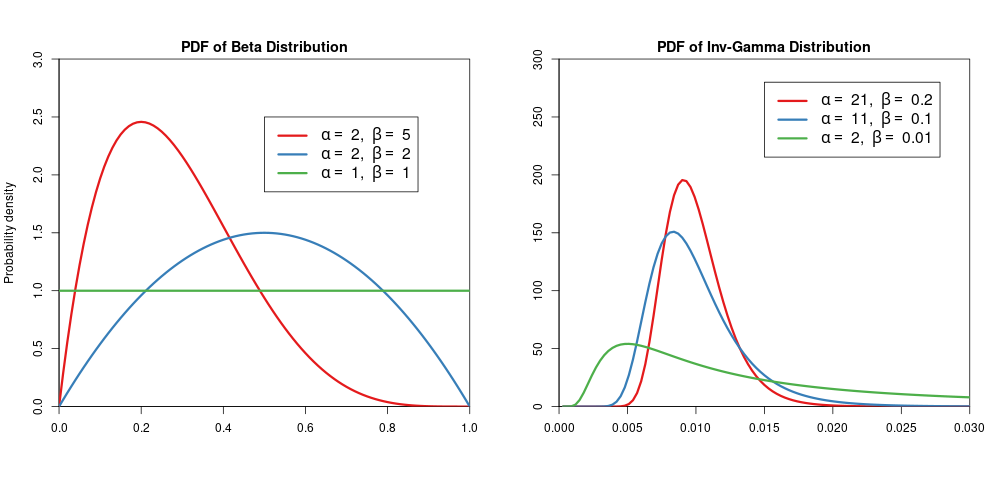 PDF of Beta Distribution
Probability density
3.0
2.5
2.0
1.5
1.0
0.5
0.0
α = 2, β = 5
α = 2, β = 2
α = 1, β = 1
0.0 0.2 0.4 0.6 0.8 1.0
PDF of Inv-Gamma Distribution
300
250
200
150
100
50
0
α = 21, β = 0.2
α = 11, β = 0.1
α = 2, β = 0.01
0.000 0.005 0.010 0.015 0.020 0.025 0.030